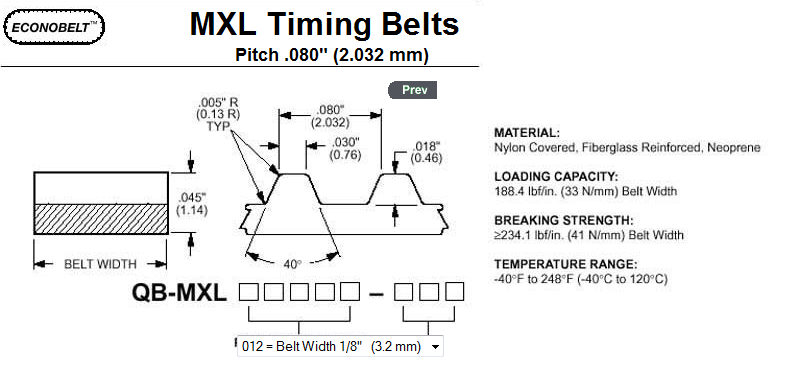 ECONOBELT™
MXL Timing Belts
Pitch .080" (2.032 mm)
Prev
.005" R
(0.13 R)
TYP.
.080"
(2.032)
.030"
(0.76)
.018"
(0.46)
.045"
(1.14)
BELT WIDTH
40°
MATERIAL:
Nylon Covered, Fiberglass Reinforced, Neoprene
LOADING CAPACITY:
188.4 lbf/in. (33 N/mm) Belt Width
BREAKING STRENGTH:
≥234.1 lbf/in. (41 N/mm) Belt Width
TEMPERATURE RANGE:
-40°F to 248°F (-40°C to 120°C)
QB-MXL □□□□□ – □□□
012 = Belt Width 1/8" (3.2 mm)